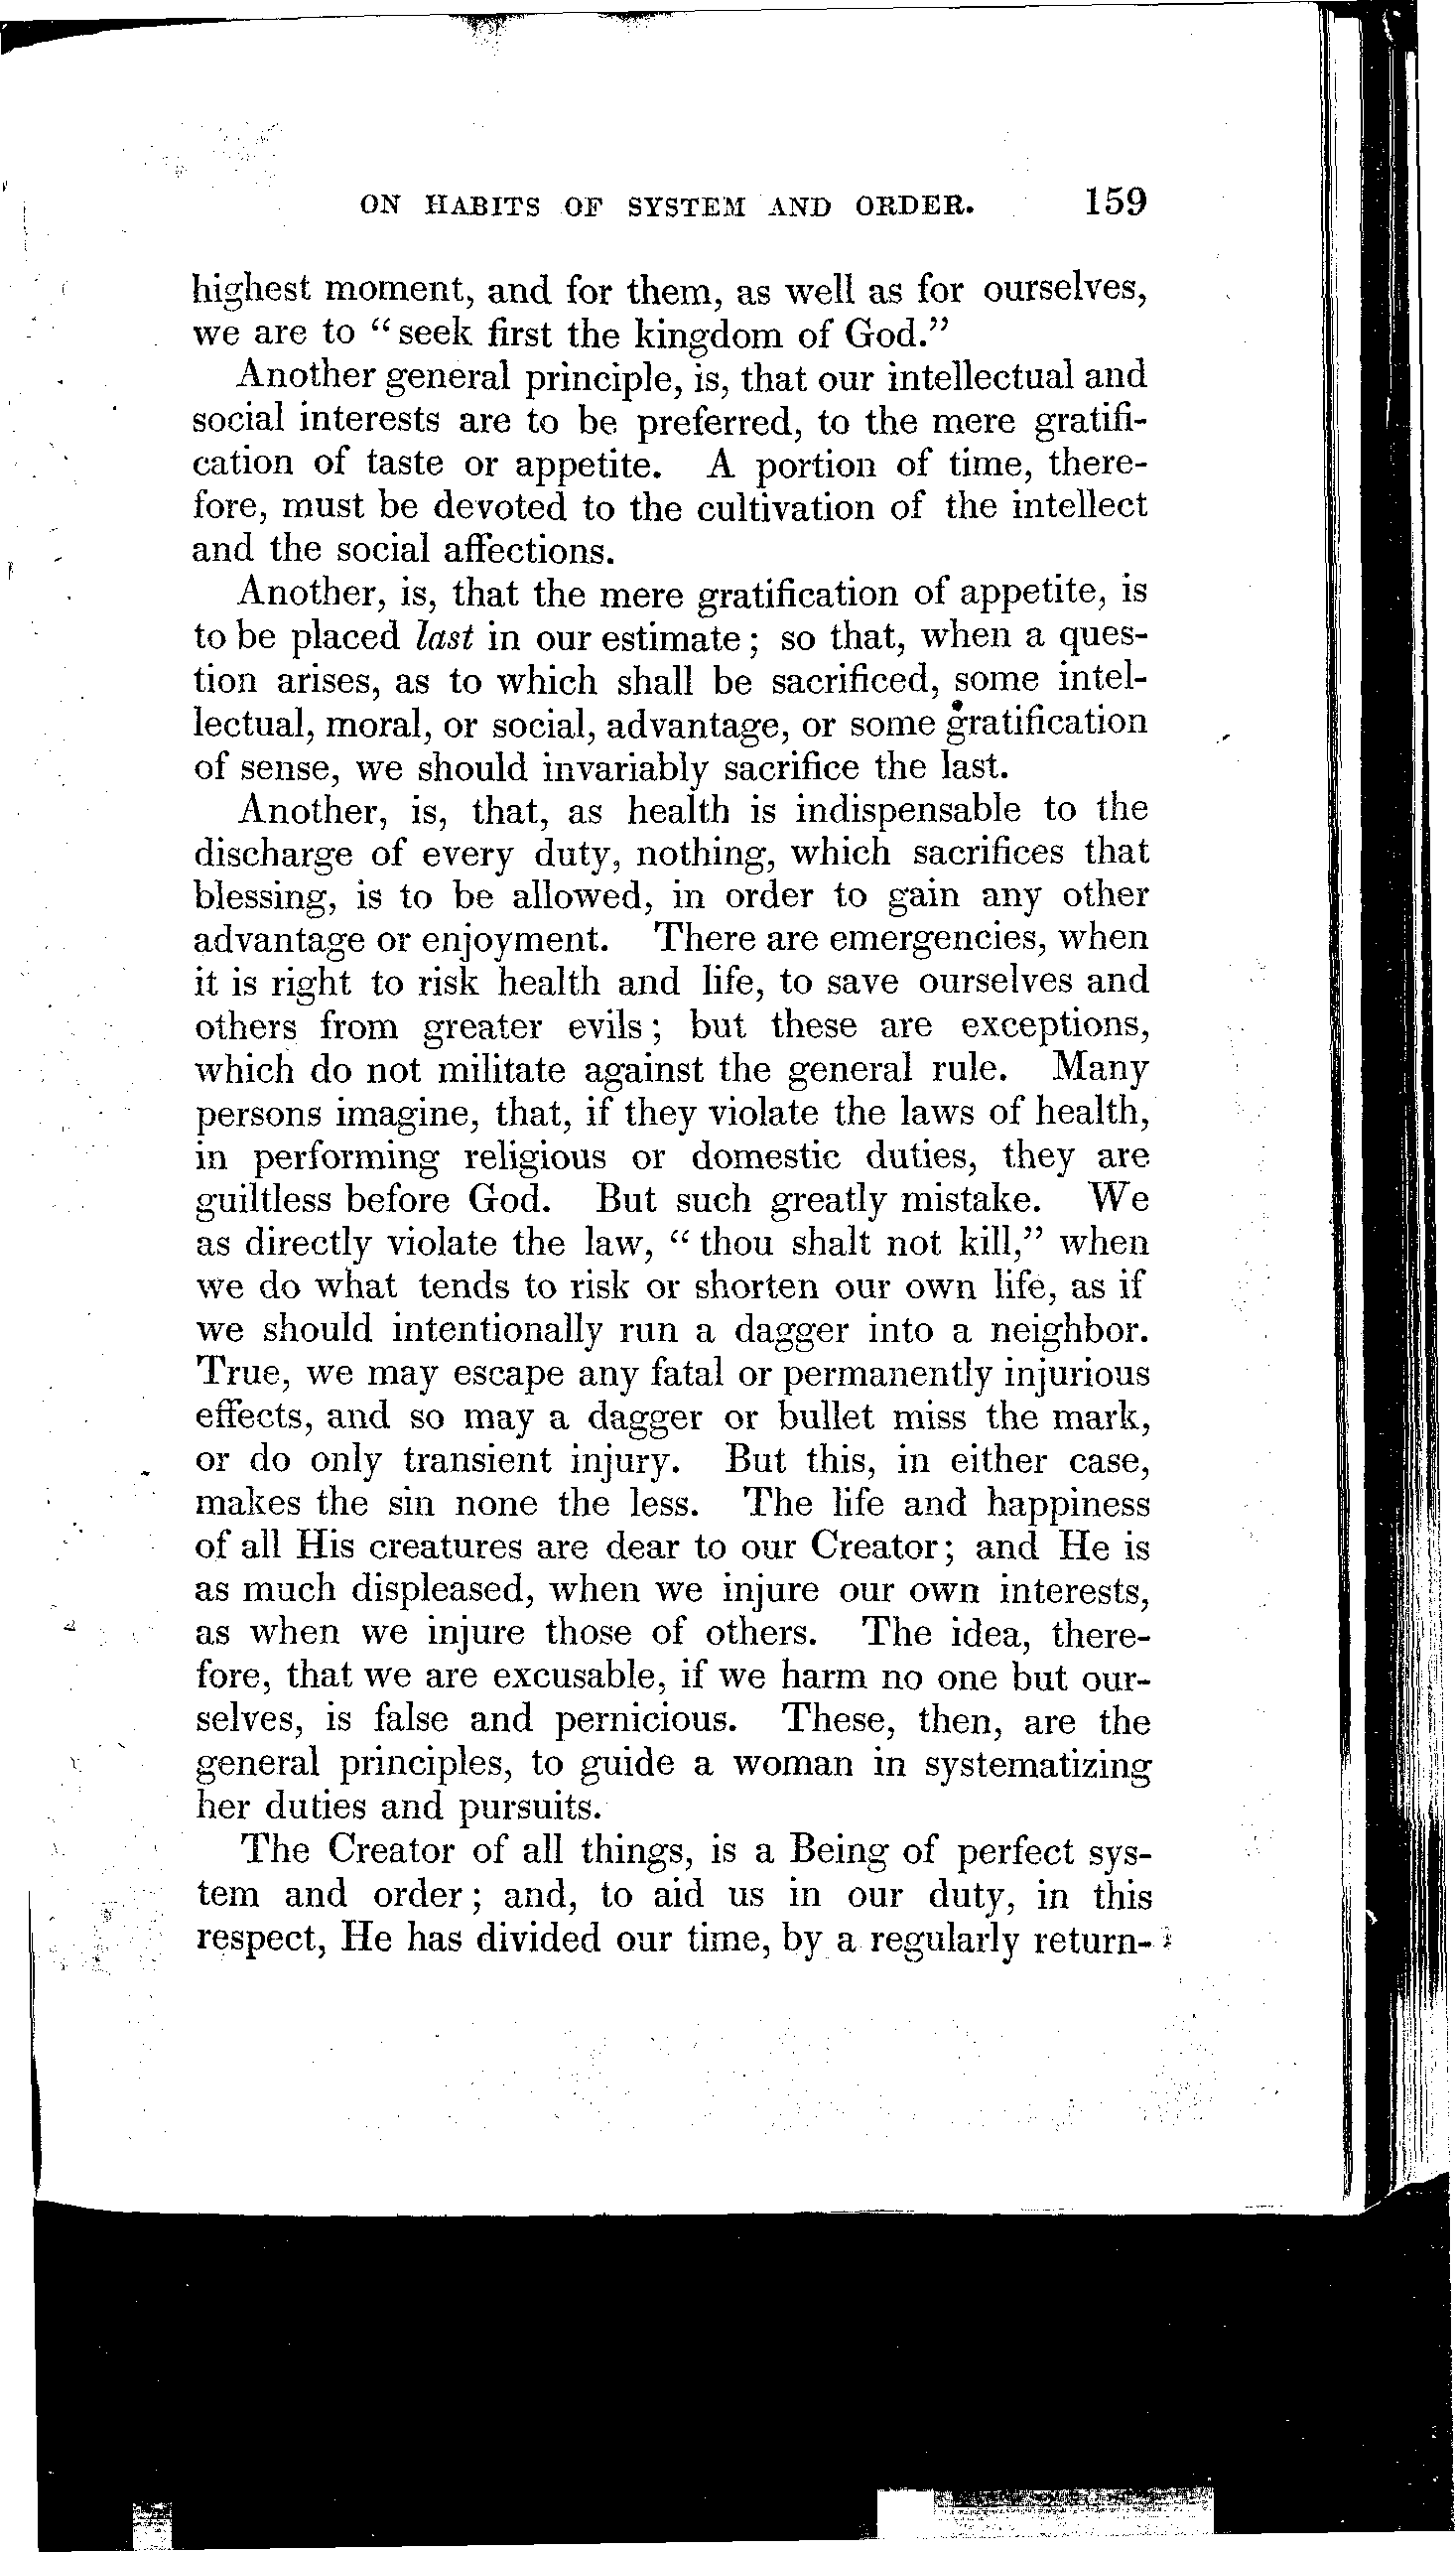 ON HABITS OF SYSTEM AND ORDER. 159
highest moment, and for them, as well as for ourselves,
we are to "seek first the kingdom of God."
Another general principle, is, that our intellectual and
social interests are to be preferred, to the mere gratifi-
cation of taste or appetite. A portion of time, there-
fore, must be devoted to the cultivation of the intellect
and the social affections.
Another, is, that the mere gratification of appetite, is
to be placed last in our estimate; so that, when a ques-
tion arises, as to which shall be sacrificed, some intel-
lectual, moral, or social, advantage, or some gratification
of sense, we should invariably sacrifice the last.
Another, is, that, as health is indispensable to the
discharge of every duty, nothing, which sacrifices that
blessing, is to be allowed, in order to gain any other
advantage or enjoyment. There are emergencies, when
it is right to risk health and life, to save ourselves and
others from greater evils; but these are exceptions,
which do not militate against the general rule. Many
persons imagine, that, if they violate the laws of health,
in performing religious or domestic duties, they are
guiltless before God. But such greatly mistake. We
as directly violate the law, "thou shalt not kill," when
we do what tends to risk or shorten our own life, as if
we should intentionally run a dagger into a neighbor.
True, we may escape any fatal or permanently injurious
effects, and so may a dagger or bullet miss the mark,
or do only transient injury. But this, in either case,
makes the sin none the less. The life and happiness
of all His creatures are dear to our Creator; and He is
as much displeased, when we injure our own interests,
as when we injure those of others. The idea, there-
fore, that we are excusable, if we harm no one but our-
selves, is false and pernicious. These, then, are the
general principles, to guide a woman in systematizing
her duties and pursuits.
The Creator of all things, is a Being of perfect sys-
tem and order; and, to aid us in our duty, in this
respect, He has divided our time, by a regularly return-